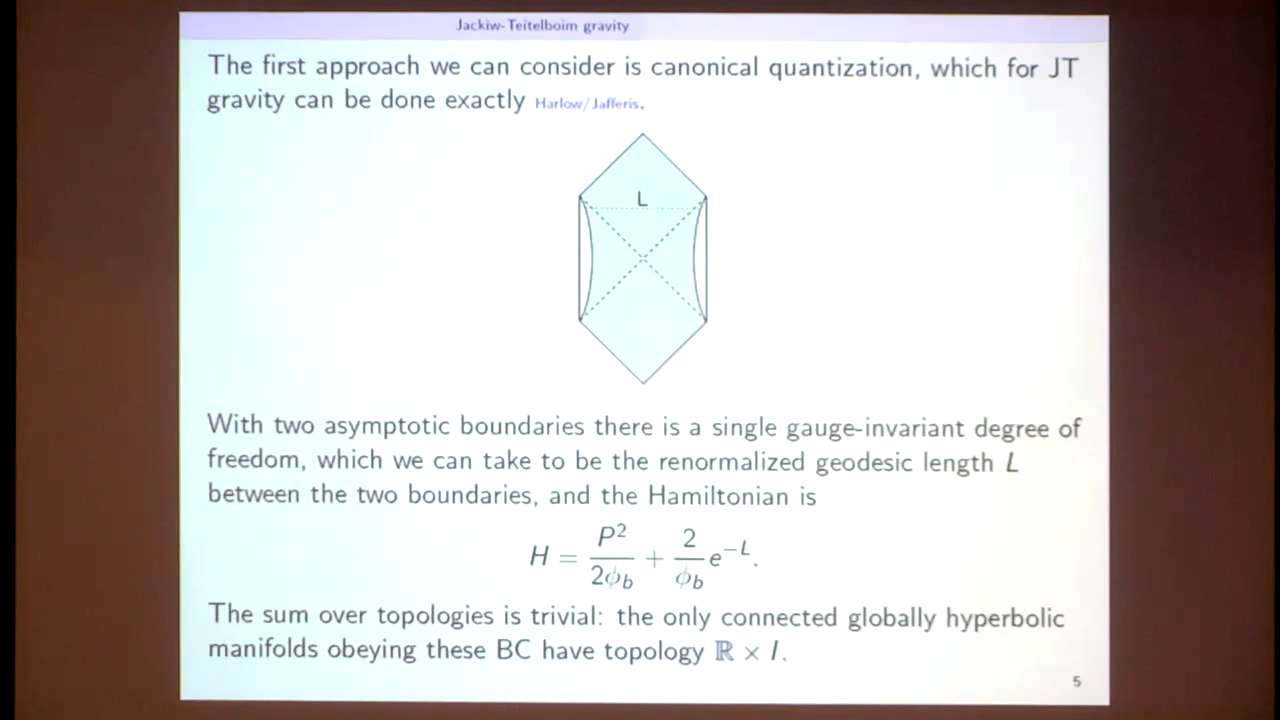 Jackiw-Teitelboim gravity
The first approach we can consider is canonical quantization, which for JT
gravity can be done exactly Harlow/Jafferis.
L
With two asymptotic boundaries there is a single gauge-invariant degree of
freedom, which we can take to be the renormalized geodesic length L
between the two boundaries, and the Hamiltonian is
H = P²/2ϕ_b + 2/ϕ_b e^{-L}.
The sum over topologies is trivial: the only connected globally hyperbolic
manifolds obeying these BC have topology ℝ × I.
5